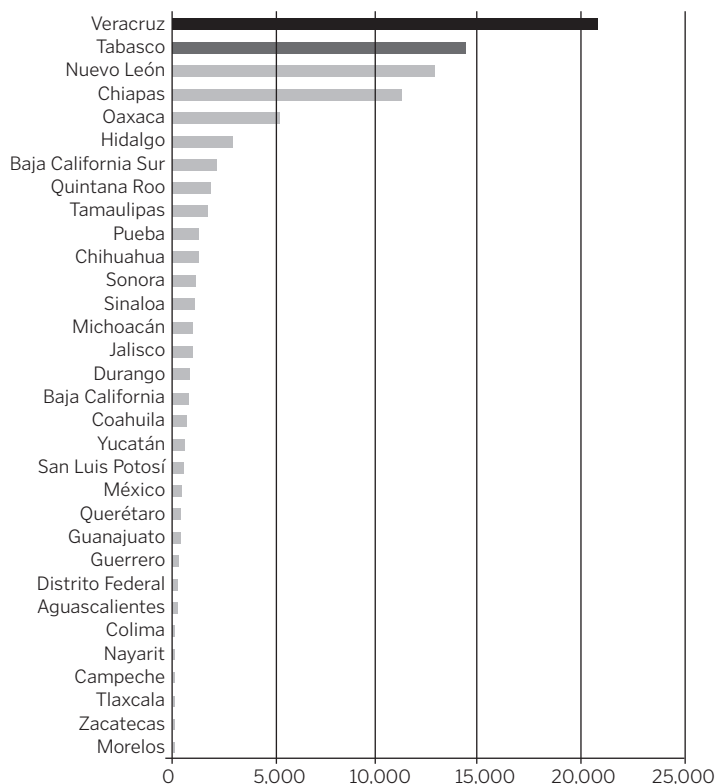 Veracruz
Tabasco
Nuevo León
Chiapas
Oaxaca
Hidalgo
Baja California Sur
Quintana Roo
Tamaulipas
Pueba
Chihuahua
Sonora
Sinaloa
Michoacán
Jalisco
Durango
Baja California
Coahuila
Yucatán
San Luis Potosí
México
Querétaro
Guanajuato
Guerrero
Distrito Federal
Aguascalientes
Colima
Nayarit
Campeche
Tlaxcala
Zacatecas
Morelos
0 5,000 10,000 15,000 20,000 25,000